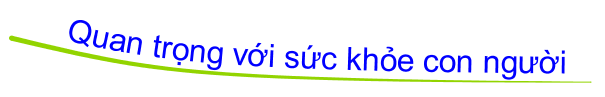 Quan trọng với sức khỏe con người